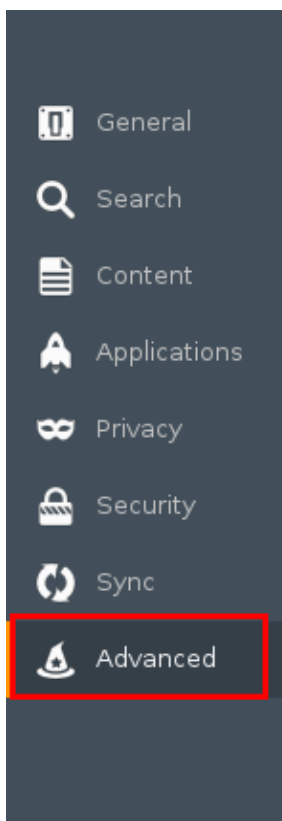 General
Search
Content
Applications
Privacy
Security
Sync
Advanced